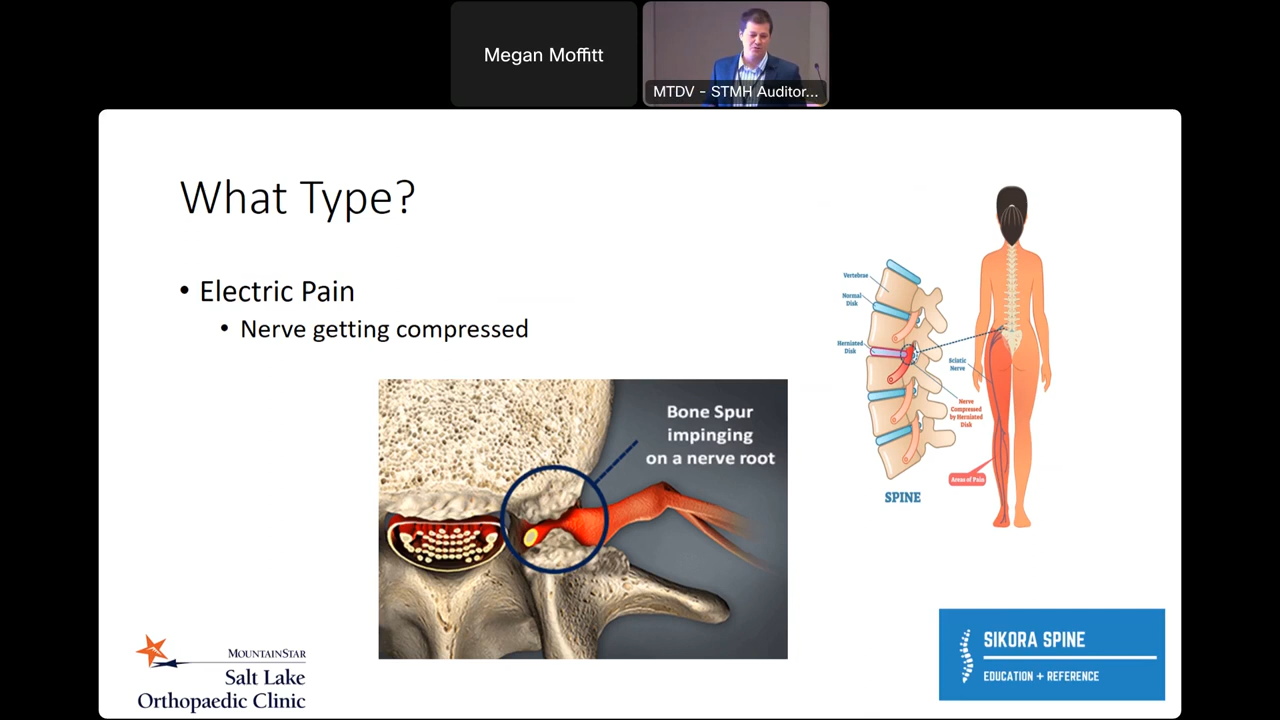 Megan Moffitt
MTDV - STMH Auditor...
What Type?
• Electric Pain
• Nerve getting compressed
Bone Spur
impinging
on a nerve root
Vertebrae
Normal
Disk
Herniated
Disk
Sciatic
Nerve
Nerve
Compressed
by Herniated
Disk
Areas of Pain
SPINE
MOUNTAINSTAR
Salt Lake
Orthopaedic Clinic
SIKORA SPINE
EDUCATION + REFERENCE